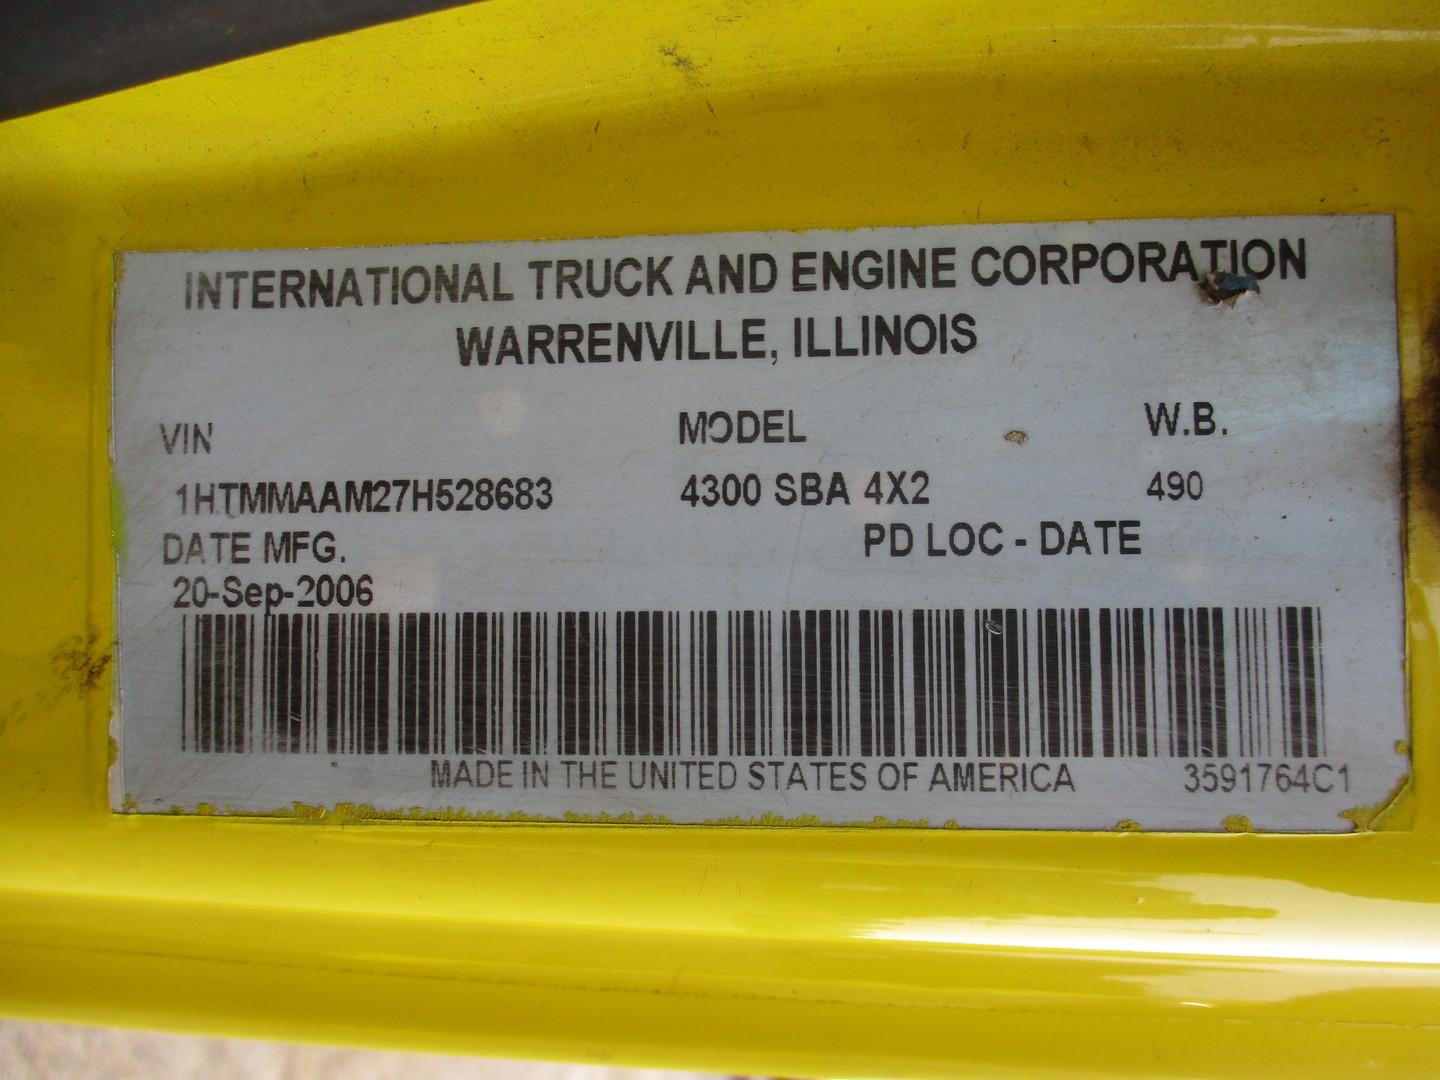 INTERNATIONAL TRUCK AND ENGINE CORPORATION
WARRENVILLE, ILLINOIS
VIN MODEL W.B.
1HTMMAAM27H528683 4300 SBA 4X2 490
DATE MFG. PD LOC - DATE
20-Sep-2006
MADE IN THE UNITED STATES OF AMERICA 3591764C1